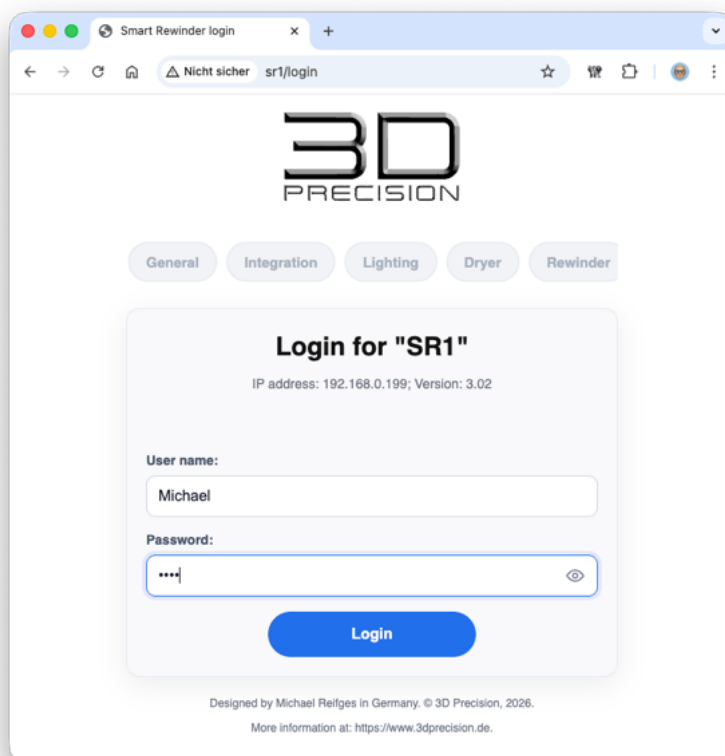 Smart Rewinder login
Nicht sicher sr1/login
3D
PRECISION
General Integration Lighting Dryer Rewinder
Login for "SR1"
IP address: 192.168.0.199; Version: 3.02
User name:
Michael
Password:
••••
Login
Designed by Michael Reifges in Germany. © 3D Precision, 2026.
More information at: https://www.3dprecision.de.